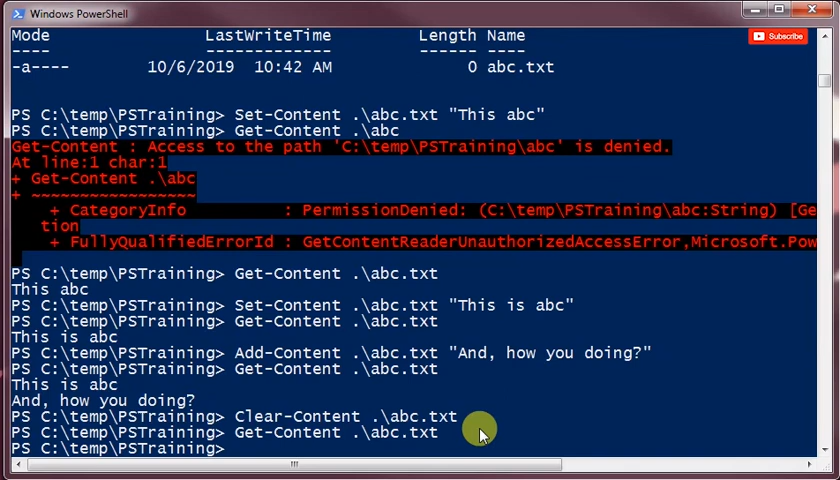 Windows PowerShell
Mode LastWriteTime Length Name
Subscribe
---- ------------- ------ ----
-a---- 10/6/2019 10:42 AM 0 abc.txt
PS C:\temp\PSTraining> Set-Content .\abc.txt "This abc"
PS C:\temp\PSTraining> Get-Content .\abc
Get-Content : Access to the path 'C:\temp\PSTraining\abc' is denied.
At line:1 char:1
+ Get-Content .\abc
+ ~~~~~~~~~~~~~~~~~
+ CategoryInfo : PermissionDenied: (C:\temp\PSTraining\abc:String) [Ge
tion
+ FullyQualifiedErrorId : GetContentReaderUnauthorizedAccessError,Microsoft.Pow
PS C:\temp\PSTraining> Get-Content .\abc.txt
This abc
PS C:\temp\PSTraining> Set-Content .\abc.txt "This is abc"
PS C:\temp\PSTraining> Get-Content .\abc.txt
This is abc
PS C:\temp\PSTraining> Add-Content .\abc.txt "And, how you doing?"
PS C:\temp\PSTraining> Get-Content .\abc.txt
This is abc
And, how you doing?
PS C:\temp\PSTraining> Clear-Content .\abc.txt
PS C:\temp\PSTraining> Get-Content .\abc.txt
PS C:\temp\PSTraining>